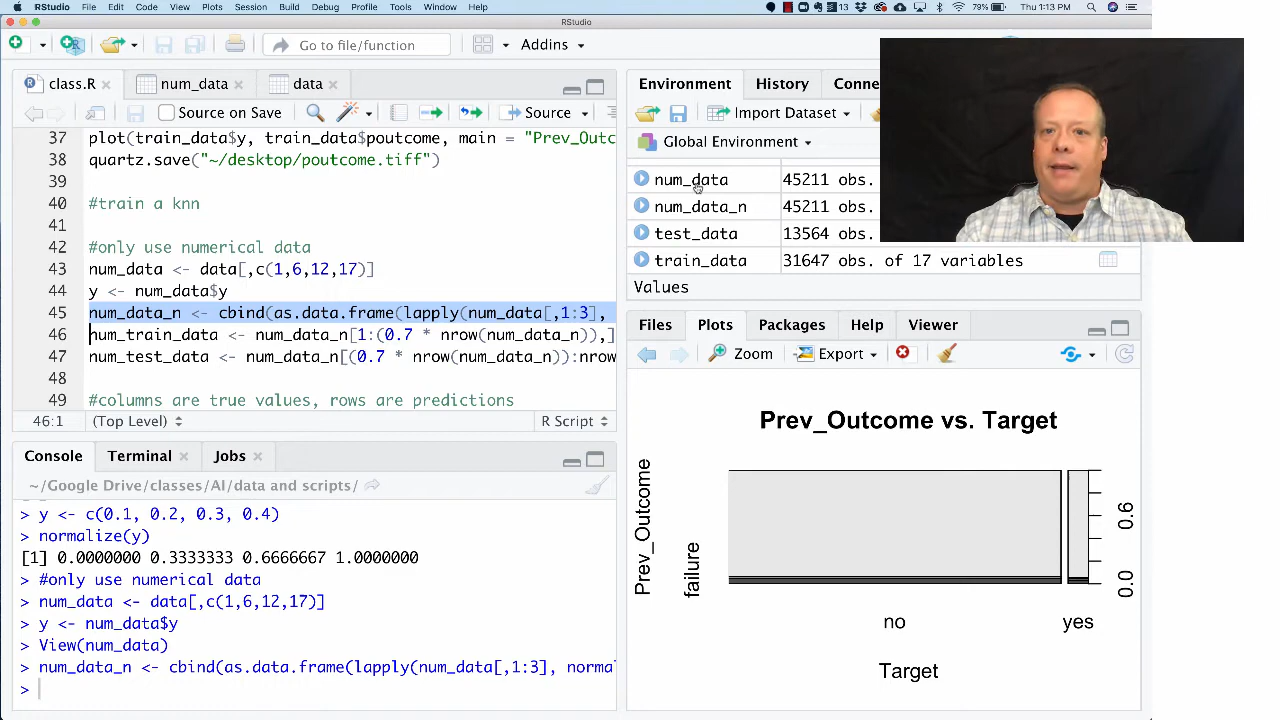 RStudio File Edit Code View Plots Session Build Debug Profile Tools Window Help 13 79% Thu 1:13 PM
RStudio
Go to file/function Addins
class.R num_data data
Source on Save Source
37 plot(train_data$y, train_data$poutcome, main = "Prev_Outc
38 quartz.save("~/desktop/poutcome.tiff")
39
40 #train a knn
41
42 #only use numerical data
43 num_data <- data[,c(1,6,12,17)]
44 y <- num_data$y
45 num_data_n <- cbind(as.data.frame(lapply(num_data[,1:3],
46 num_train_data <- num_data_n[1:(0.7 * nrow(num_data_n)),]
47 num_test_data <- num_data_n[(0.7 * nrow(num_data_n)):nrow
48
49 #columns are true values, rows are predictions
46:1 (Top Level) R Script
Console Terminal Jobs
~/Google Drive/classes/AI/data and scripts/
> y <- c(0.1, 0.2, 0.3, 0.4)
> normalize(y)
[1] 0.0000000 0.3333333 0.6666667 1.0000000
> #only use numerical data
> num_data <- data[,c(1,6,12,17)]
> y <- num_data$y
> View(num_data)
> num_data_n <- cbind(as.data.frame(lapply(num_data[,1:3], norma
>
Environment History Conne
Import Dataset
Global Environment
num_data 45211 obs.
num_data_n 45211 obs.
test_data 13564 obs.
train_data 31647 obs. of 17 variables
Values
Files Plots Packages Help Viewer
Zoom Export
Prev_Outcome vs. Target
Prev_Outcome
failure
0.6
0.0
no yes
Target